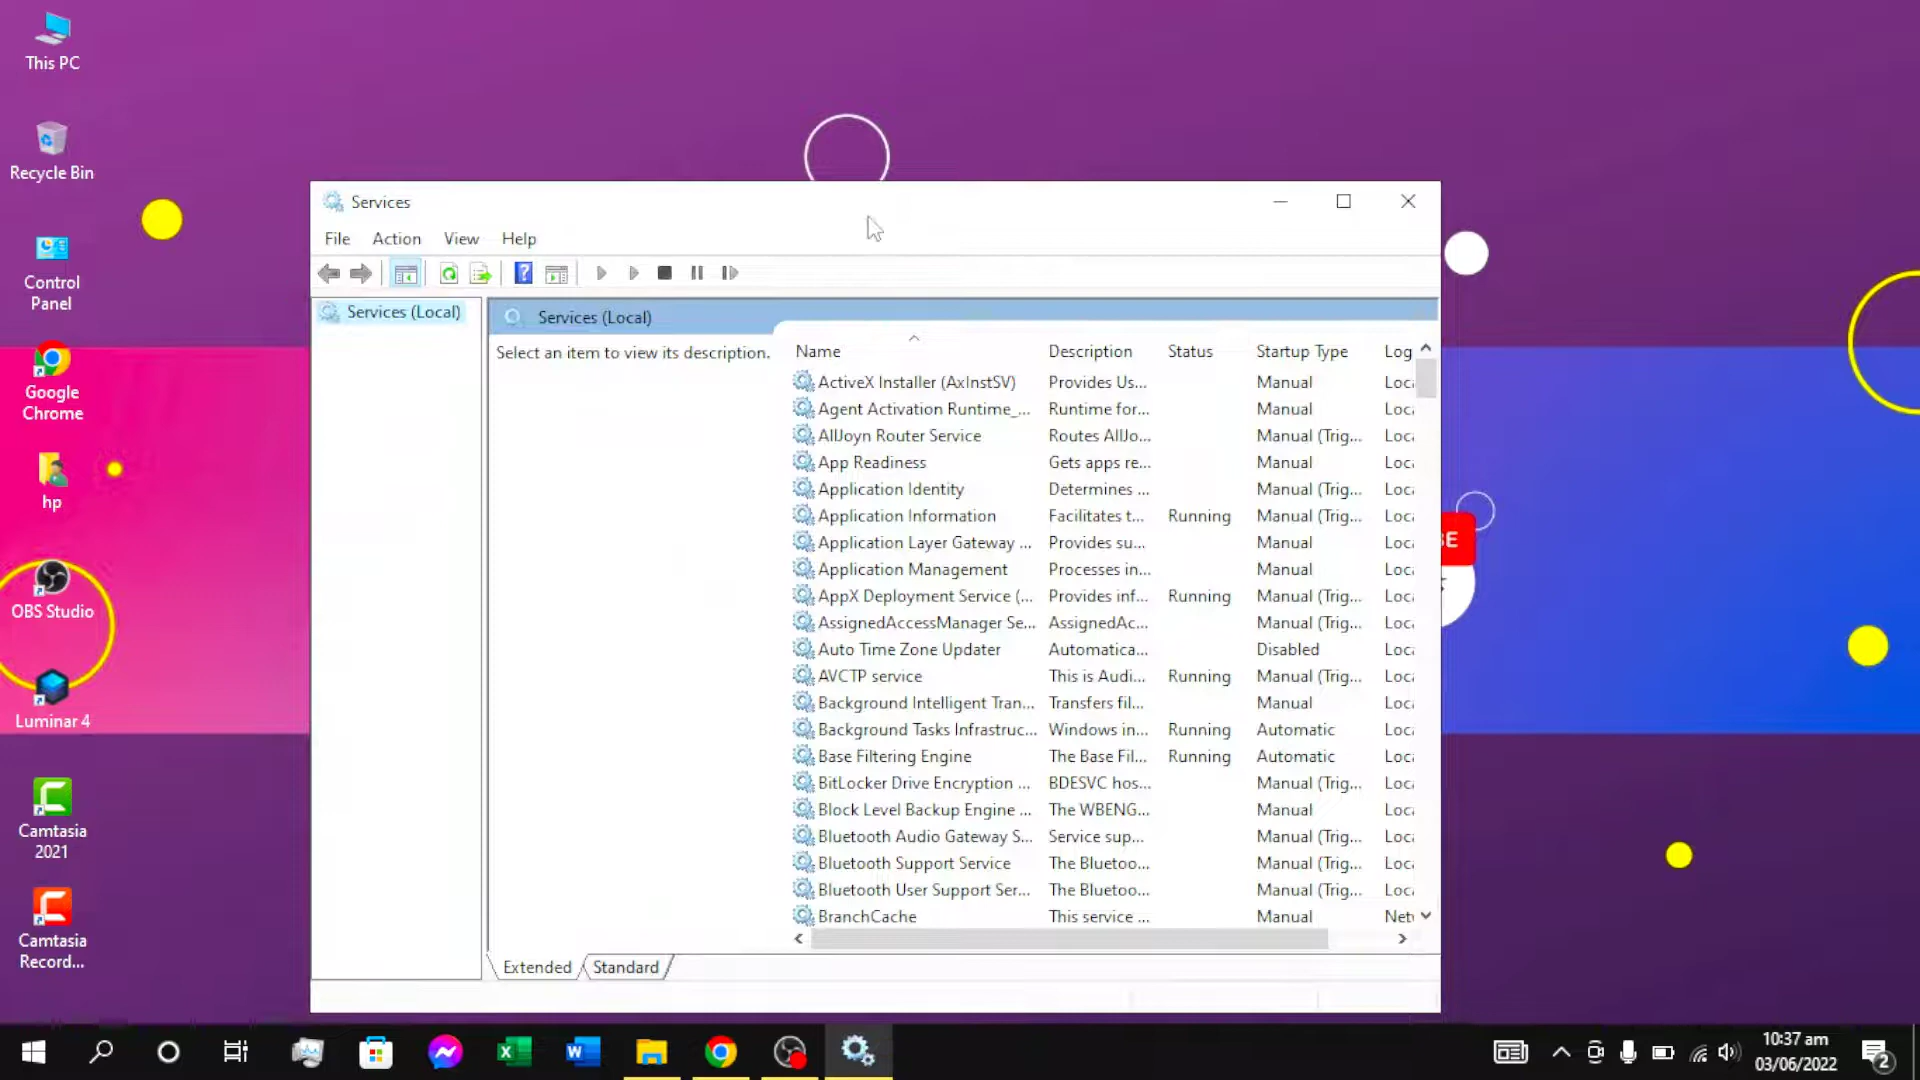 This PC
Recycle Bin
Control
Panel
Google
Chrome
hp
OBS Studio
Luminar 4
Camtasia
2021
Camtasia
Record...
Services
File Action View Help
Services (Local)
Services (Local)
Select an item to view its description.
Name Description Status Startup Type Log
ActiveX Installer (AxInstSV) Provides Us... Manual Loc
Agent Activation Runtime_... Runtime for... Manual Loc
AllJoyn Router Service Routes AllJo... Manual (Trig... Loc
App Readiness Gets apps re... Manual Loc
Application Identity Determines ... Manual (Trig... Loc
Application Information Facilitates t... Running Manual (Trig... Loc
Application Layer Gateway ... Provides su... Manual Loc
Application Management Processes in... Manual Loc
AppX Deployment Service (... Provides inf... Running Manual (Trig... Loc
AssignedAccessManager Se... AssignedAc... Manual (Trig... Loc
Auto Time Zone Updater Automatica... Disabled Loc
AVCTP service This is Audi... Running Manual (Trig... Loc
Background Intelligent Tran... Transfers fil... Manual Loc
Background Tasks Infrastruc... Windows in... Running Automatic Loc
Base Filtering Engine The Base Fil... Running Automatic Loc
BitLocker Drive Encryption ... BDESVC hos... Manual (Trig... Loc
Block Level Backup Engine ... The WBENG... Manual Loc
Bluetooth Audio Gateway S... Service sup... Manual (Trig... Loc
Bluetooth Support Service The Bluetoo... Manual (Trig... Loc
Bluetooth User Support Ser... The Bluetoo... Manual (Trig... Loc
BranchCache This service ... Manual Net
Extended Standard
BE
10:37 am
03/06/2022
2